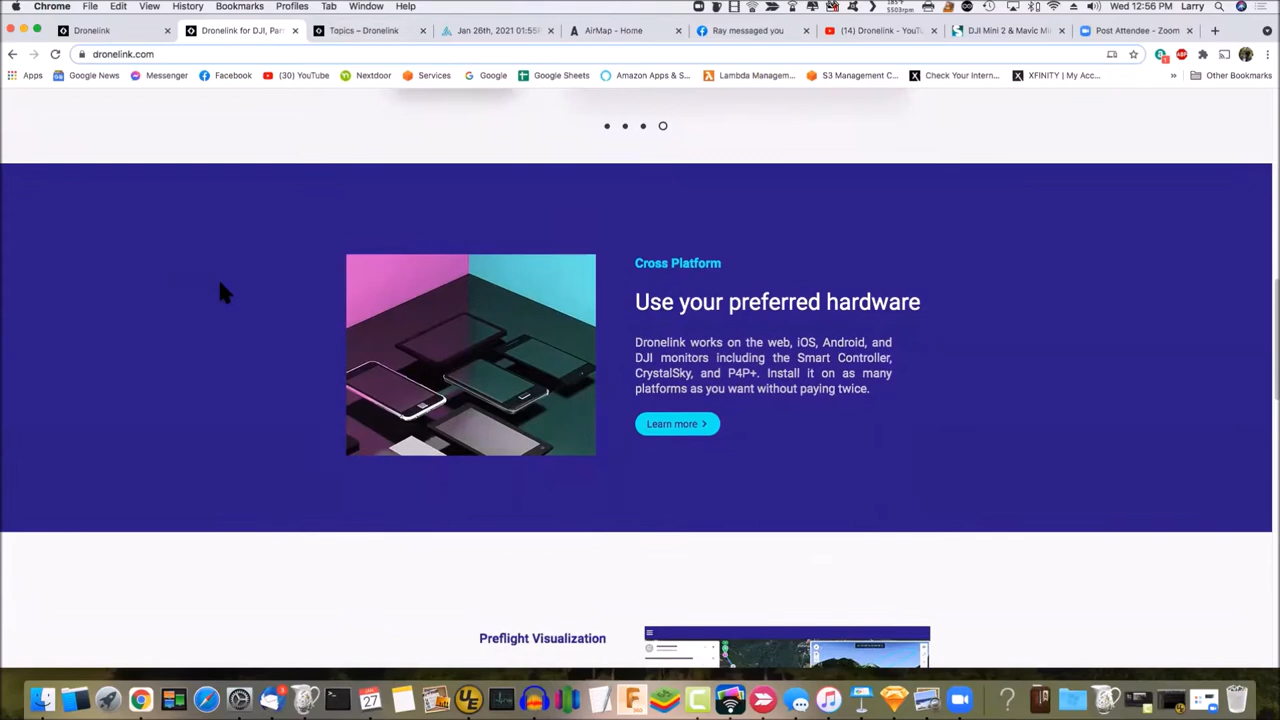 Chrome File Edit View History Bookmarks Profiles Tab Window Help Wed 12:56 PM Larry
Dronelink Dronelink for DJI, Parr Topics – Dronelink Jan 26th, 2021 01:55 AirMap - Home Ray messaged you (14) Dronelink - YouTu DJI Mini 2 & Mavic M Post Attendee - Zoom
dronelink.com
Apps Google News Messenger Facebook (30) YouTube Nextdoor Services Google Google Sheets Amazon Apps & S... Lambda Managem... S3 Management C... Check Your Intern... XFINITY | My Acc... » Other Bookmarks
Cross Platform
Use your preferred hardware
Dronelink works on the web, iOS, Android, and
DJI monitors including the Smart Controller,
CrystalSky, and P4P+. Install it on as many
platforms as you want without paying twice.
Learn more >
Preflight Visualization